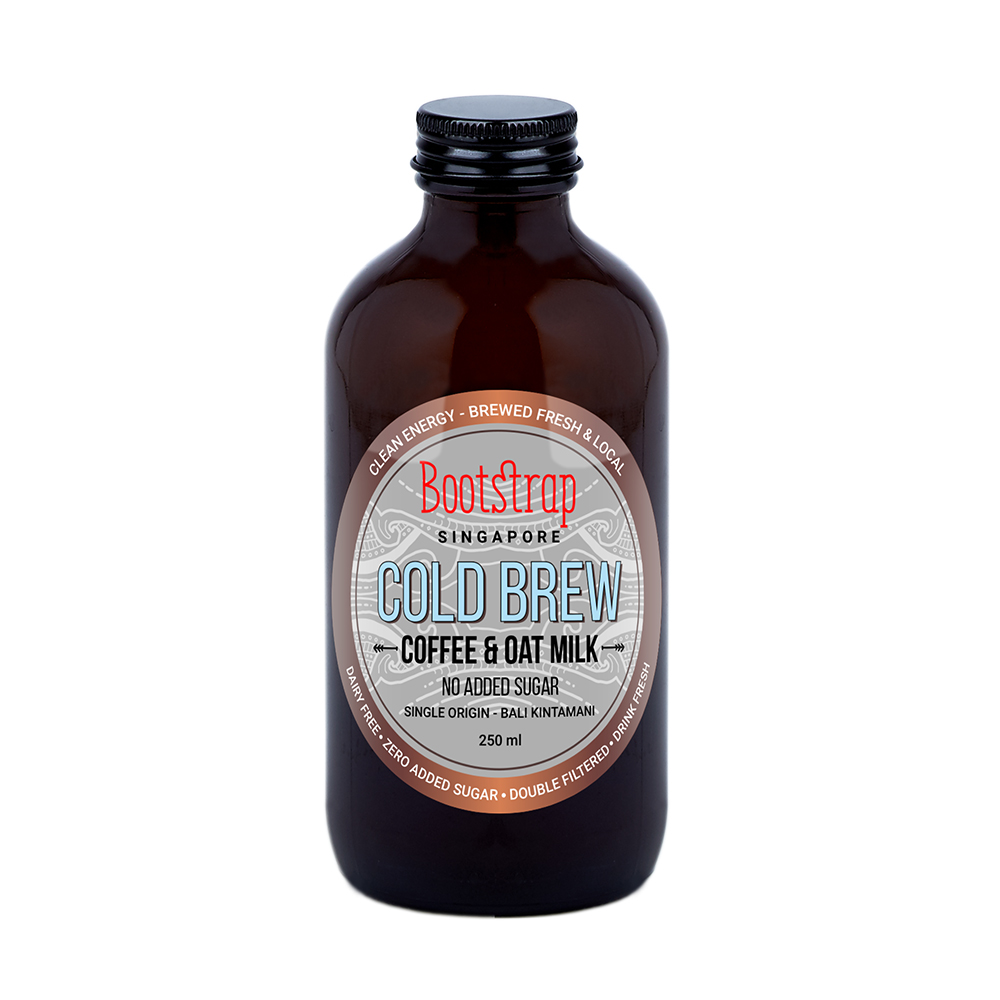 CLEAN ENERGY - BREWED FRESH & LOCAL
Bootstrap
SINGAPORE
COLD BREW
COFFEE & OAT MILK
NO ADDED SUGAR
SINGLE ORIGIN - BALI KINTAMANI
250 ml
DAIRY FREE • ZERO ADDED SUGAR • DOUBLE FILTERED • DRINK FRESH